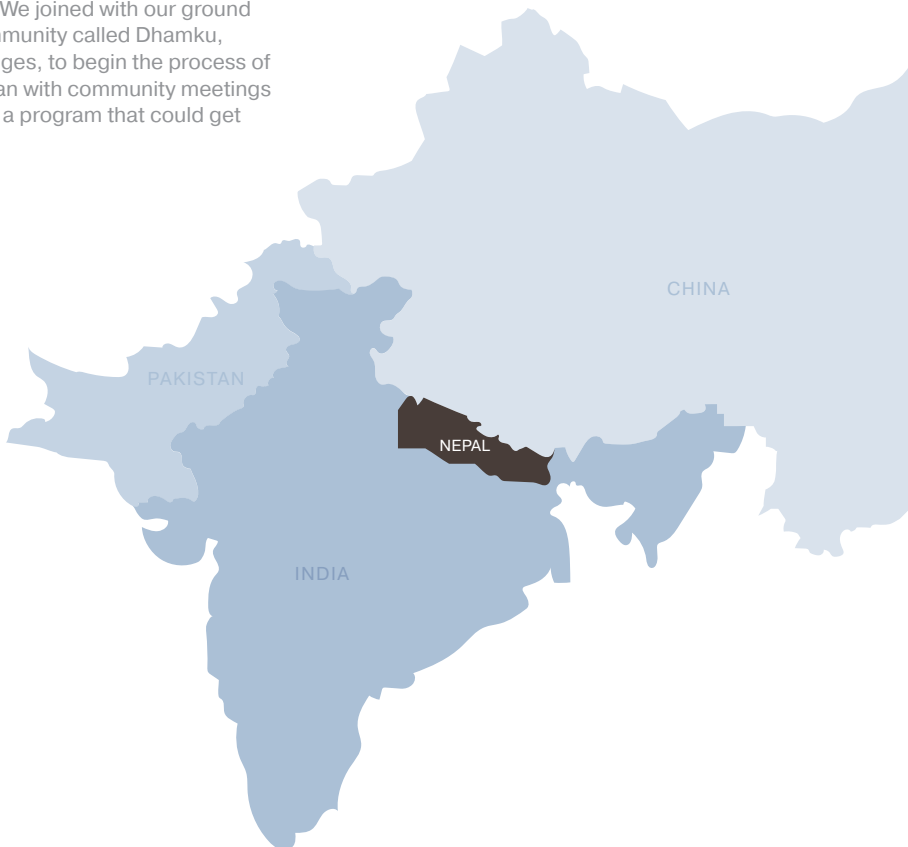 We joined with our ground
munity called Dhamku,
ges, to begin the process of
an with community meetings
a program that could get
CHINA
PAKISTAN
NEPAL
INDIA